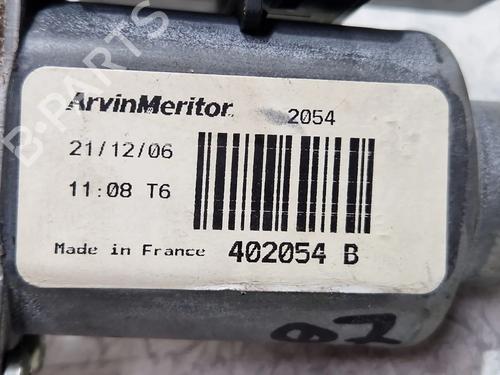 ArvinMeritor 2054
21/12/06
11:08 T6
Made in France 402054 B
B-PARTS